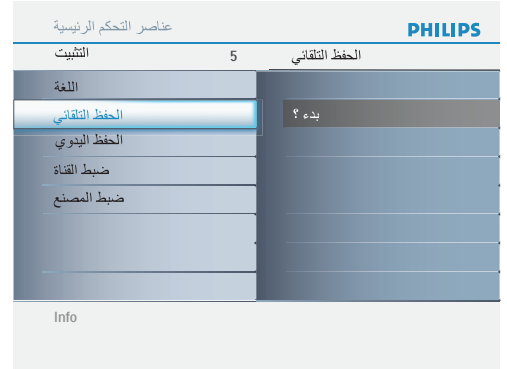 عناصر التحكم الرئيسية
PHILIPS
التثبيت
5
الحفظ التلقائي
اللغة
الحفظ التلقائي
بدء ؟
الحفظ اليدوي
ضبط القناة
ضبط المصنع
Info